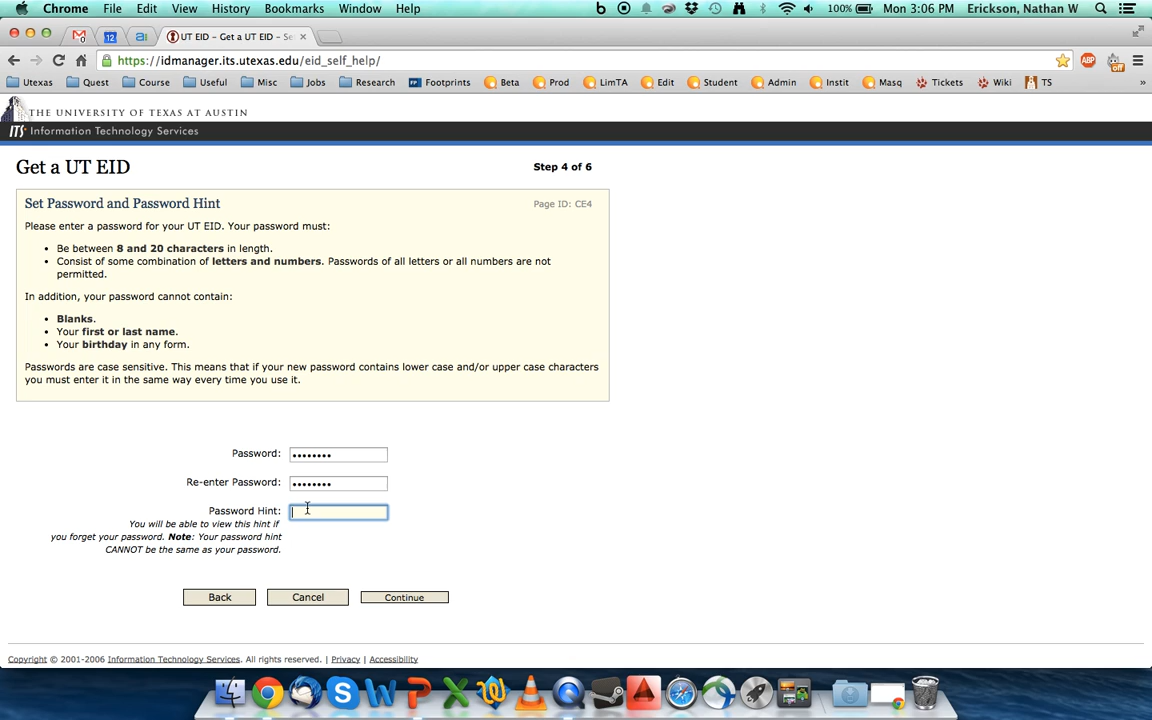 Chrome File Edit View History Bookmarks Window Help 100% Mon 3:06 PM Erickson, Nathan W
12 UT EID – Get a UT EID – Se
https://idmanager.its.utexas.edu/eid_self_help/ ABP off
Utexas Quest Course Useful Misc Jobs Research FP Footprints Beta Prod LimTA Edit Student Admin Instit Masq Tickets Wiki TS »
THE UNIVERSITY OF TEXAS AT AUSTIN
ITS Information Technology Services
Get a UT EID Step 4 of 6
Set Password and Password Hint Page ID: CE4
Please enter a password for your UT EID. Your password must:
• Be between 8 and 20 characters in length.
• Consist of some combination of letters and numbers. Passwords of all letters or all numbers are not
permitted.
In addition, your password cannot contain:
• Blanks.
• Your first or last name.
• Your birthday in any form.
Passwords are case sensitive. This means that if your new password contains lower case and/or upper case characters
you must enter it in the same way every time you use it.
Password: ••••••••
Re-enter Password: ••••••••
Password Hint:
You will be able to view this hint if
you forget your password. Note: Your password hint
CANNOT be the same as your password.
Back Cancel Continue
Copyright © 2001-2006 Information Technology Services. All rights reserved. | Privacy | Accessibility